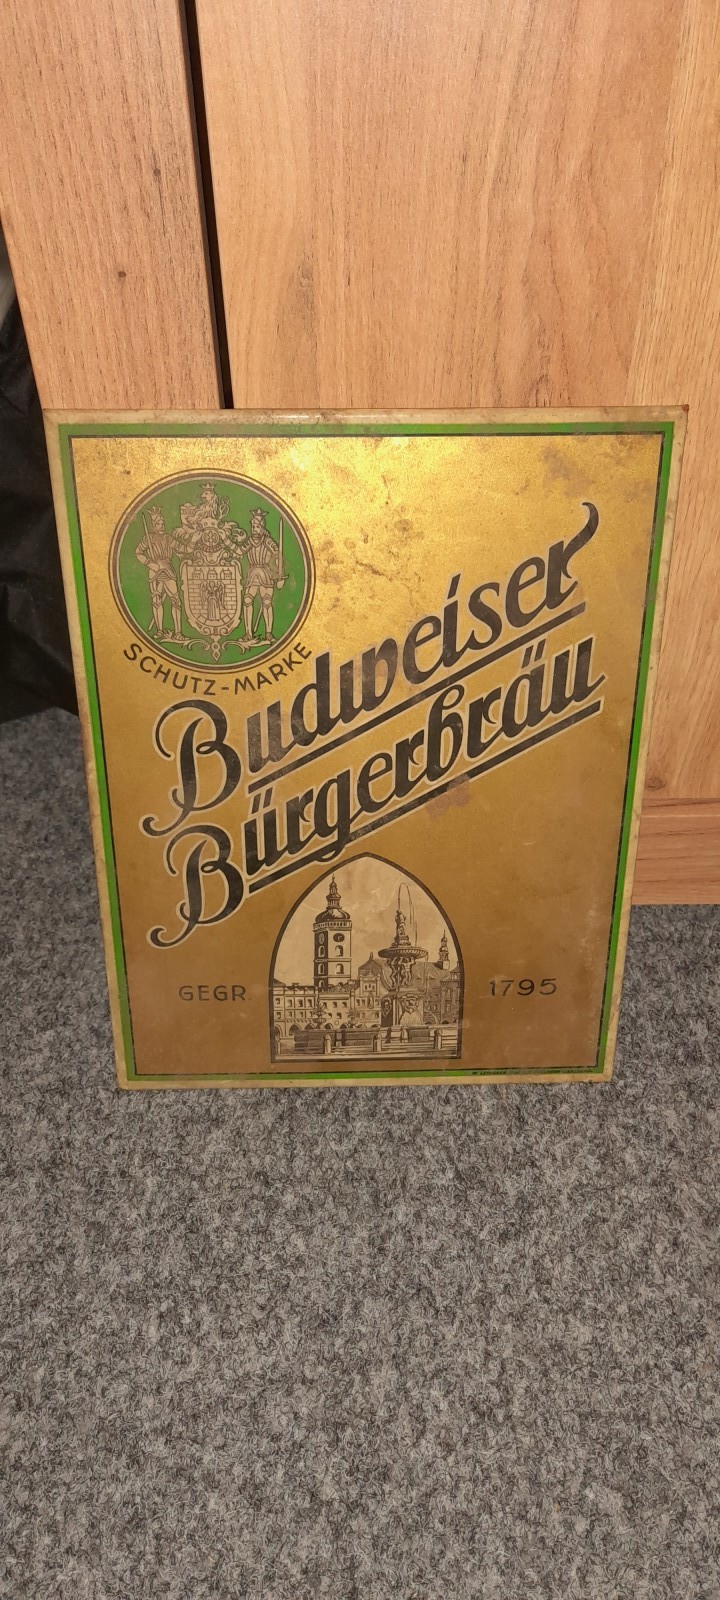 SCHUTZ-MARKE
Budweiser
Bürgerbräu
GEGR. 1795